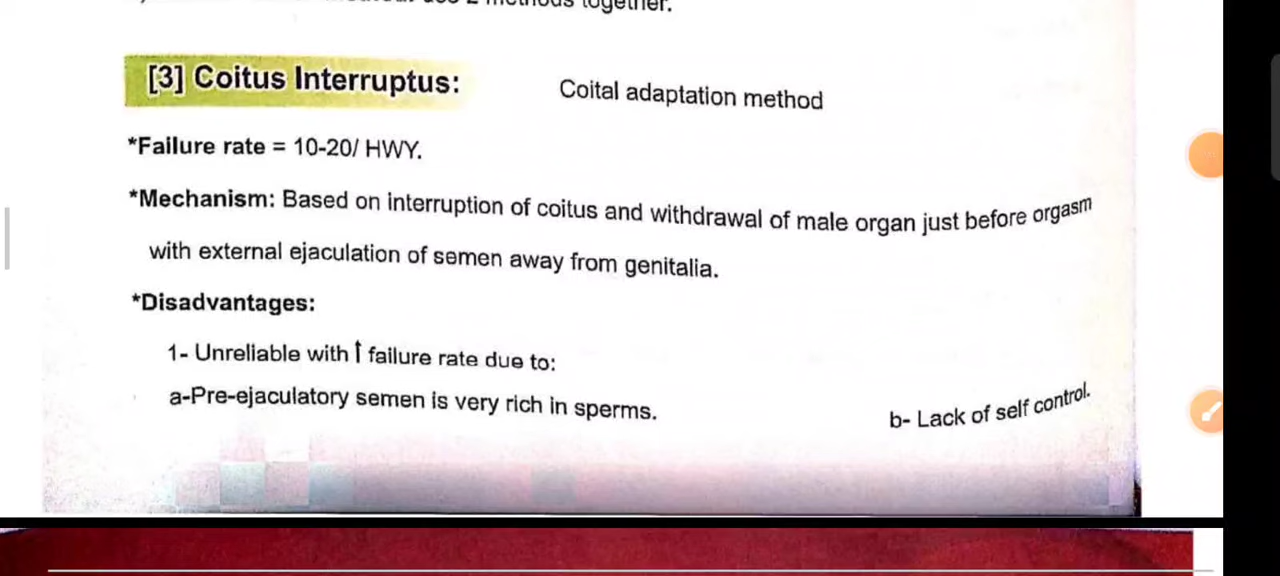 together.
[3] Coitus Interruptus: Coital adaptation method
*Failure rate = 10-20/ HWY.
*Mechanism: Based on interruption of coitus and withdrawal of male organ just before orgasm
with external ejaculation of semen away from genitalia.
*Disadvantages:
1- Unreliable with ↑ failure rate due to:
a-Pre-ejaculatory semen is very rich in sperms. b- Lack of self control.